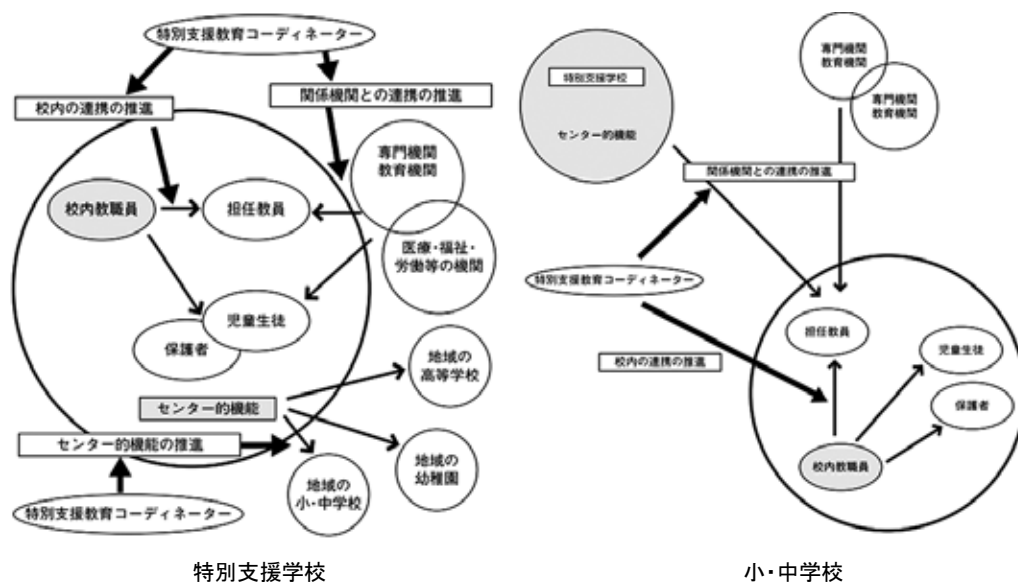 特別支援教育コーディネーター
校内の連携の推進
関係機関との連携の推進
専門機関
教育機関
校内教職員
担任教員
医療・福祉・
労働等の機関
児童生徒
保護者
地域の
高等学校
センター的機能
センター的機能の推進
地域の
幼稚園
地域の
小・中学校
特別支援教育コーディネーター
特別支援学校
特別支援学校
センター的機能
専門機関
教育機関
専門機関
教育機関
関係機関との連携の推進
特別支援教育コーディネーター
担任教員
児童生徒
校内の連携の推進
保護者
校内教職員
小・中学校